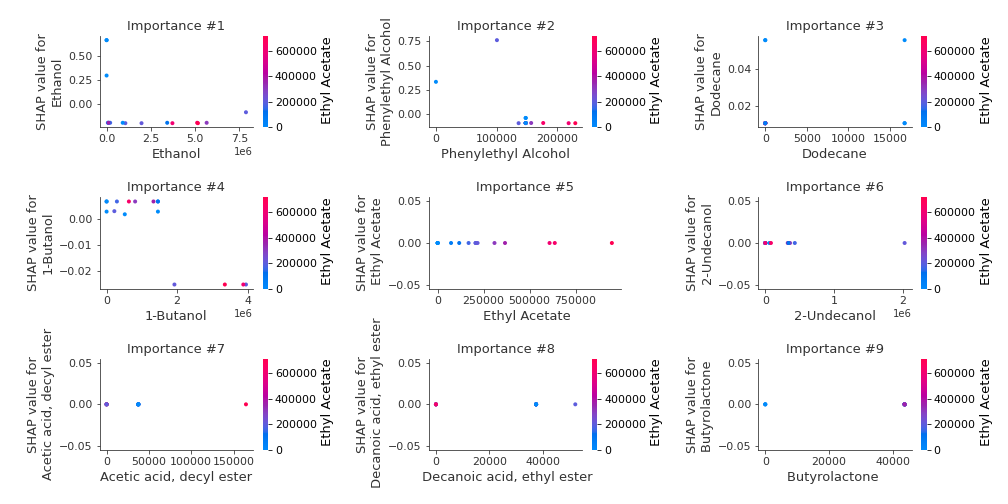 Importance #1
SHAP value for
Ethanol
0.50
0.25
0.00
0.0
2.5
5.0
7.5
1e6
Ethanol
600000
400000
200000
0
Ethyl Acetate
Importance #2
SHAP value for
Phenylethyl Alcohol
0.75
0.50
0.25
0.00
0
100000
200000
Phenylethyl Alcohol
600000
400000
200000
0
Ethyl Acetate
Importance #3
SHAP value for
Dodecane
0.04
0.02
0
5000
10000
15000
Dodecane
600000
400000
200000
0
Ethyl Acetate
Importance #4
SHAP value for
1-Butanol
0.00
−0.01
−0.02
0
2
4
1e6
1-Butanol
600000
400000
200000
0
Ethyl Acetate
Importance #5
SHAP value for
Ethyl Acetate
0.05
0.00
−0.05
0
250000
500000
750000
Ethyl Acetate
Importance #6
SHAP value for
2-Undecanol
0.05
0.00
−0.05
0
1
2
1e6
2-Undecanol
600000
400000
200000
0
Ethyl Acetate
Importance #7
SHAP value for
Acetic acid, decyl ester
0.05
0.00
−0.05
0
50000
100000
150000
Acetic acid, decyl ester
600000
400000
200000
0
Ethyl Acetate
Importance #8
SHAP value for
Decanoic acid, ethyl ester
0.05
0.00
−0.05
0
20000
40000
Decanoic acid, ethyl ester
600000
400000
200000
0
Ethyl Acetate
Importance #9
SHAP value for
Butyrolactone
0.05
0.00
−0.05
0
20000
40000
Butyrolactone
600000
400000
200000
0
Ethyl Acetate